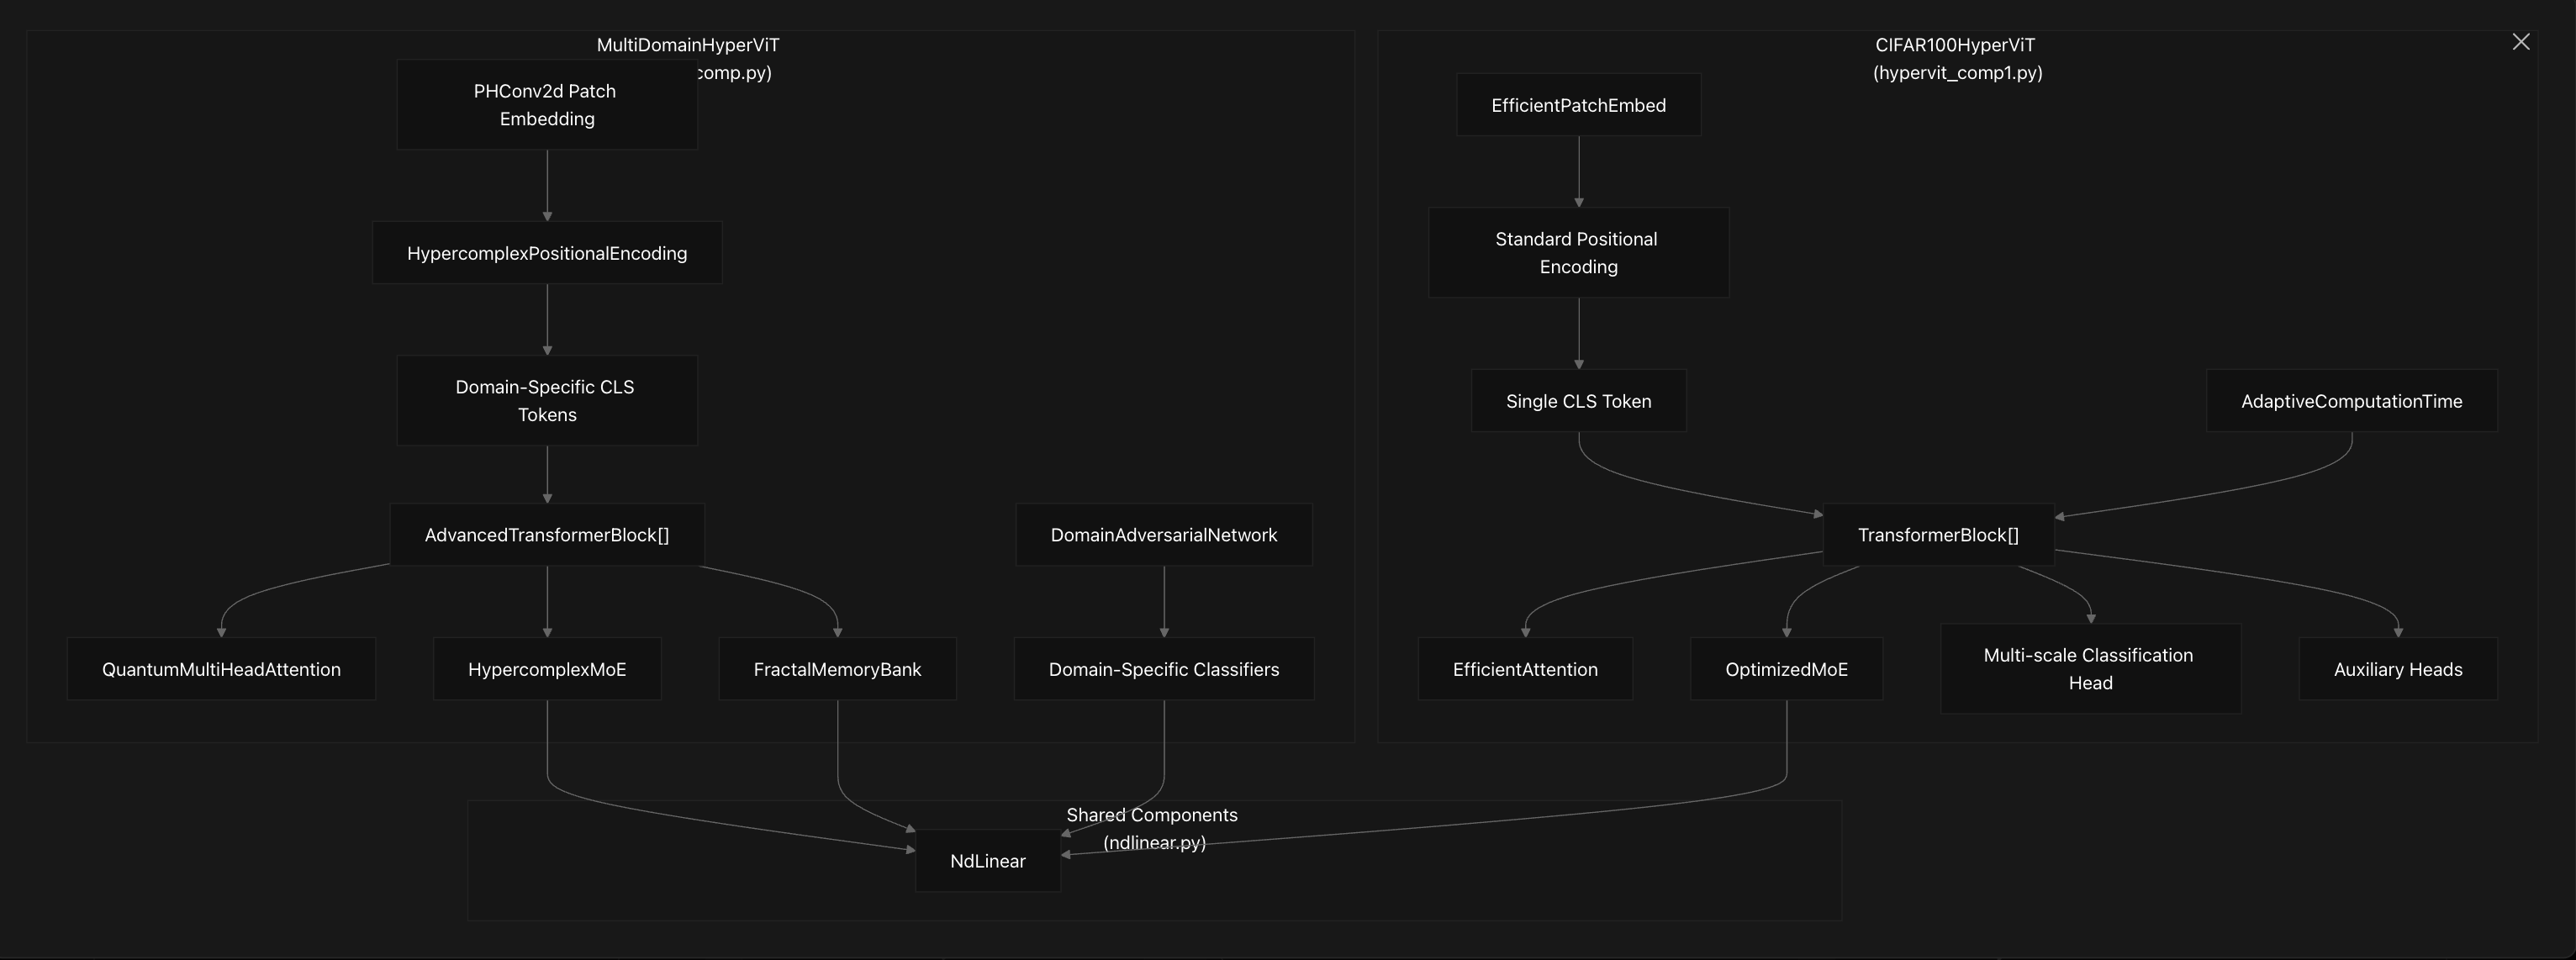 MultiDomainHyperViT
comp.py)
PHConv2d Patch
Embedding
HypercomplexPositionalEncoding
Domain-Specific CLS
Tokens
AdvancedTransformerBlock[]
DomainAdversarialNetwork
QuantumMultiHeadAttention
HypercomplexMoE
FractalMemoryBank
Domain-Specific Classifiers
CIFAR100HyperViT
(hypervit_comp1.py)
EfficientPatchEmbed
Standard Positional
Encoding
Single CLS Token
AdaptiveComputationTime
TransformerBlock[]
EfficientAttention
OptimizedMoE
Multi-scale Classification
Head
Auxiliary Heads
Shared Components
(ndlinear.py)
NdLinear